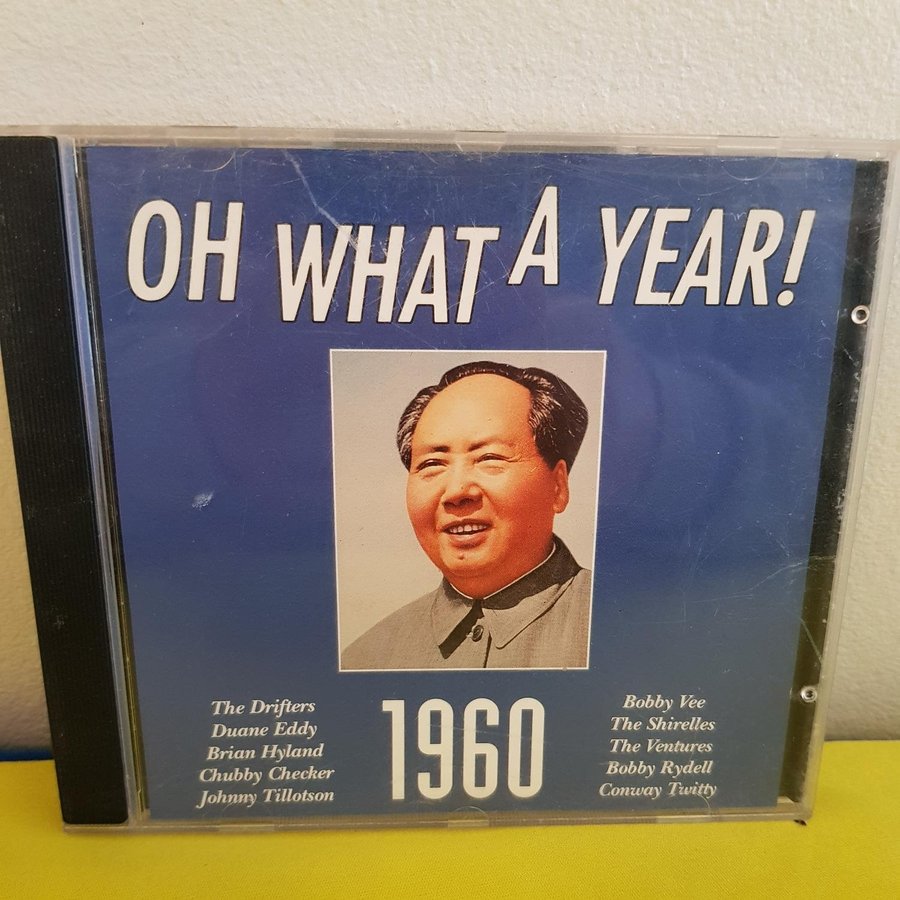 OH WHAT A YEAR!
The Drifters
Duane Eddy
Brian Hyland
Chubby Checker
Johnny Tillotson
1960
Bobby Vee
The Shirelles
The Ventures
Bobby Rydell
Conway Twitty